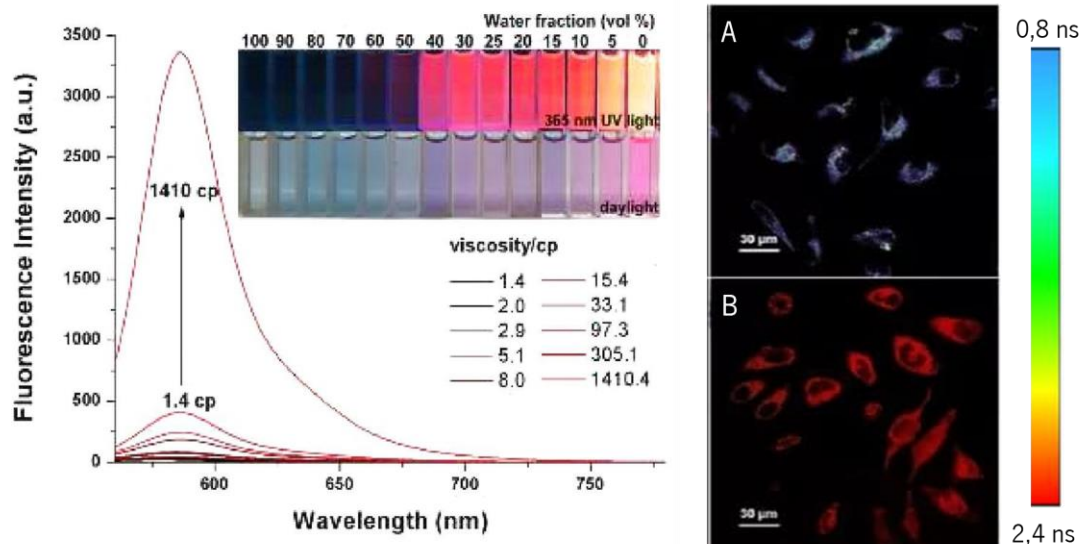 Fluorescence Intensity (a.u.)
3500
3000
2500
2000
1500
1000
500
0
600
650
700
750
Wavelength (nm)
1410 cp
1.4 cp
Water fraction (vol %)
100 90 80 70 60 50 40 30 25 20 15 10 5 0
365 nm UV light
daylight
viscosity/cp
1.4 15.4
2.0 33.1
2.9 97.3
5.1 305.1
8.0 1410.4
A
30 µm
B
30 µm
0,8 ns
2,4 ns